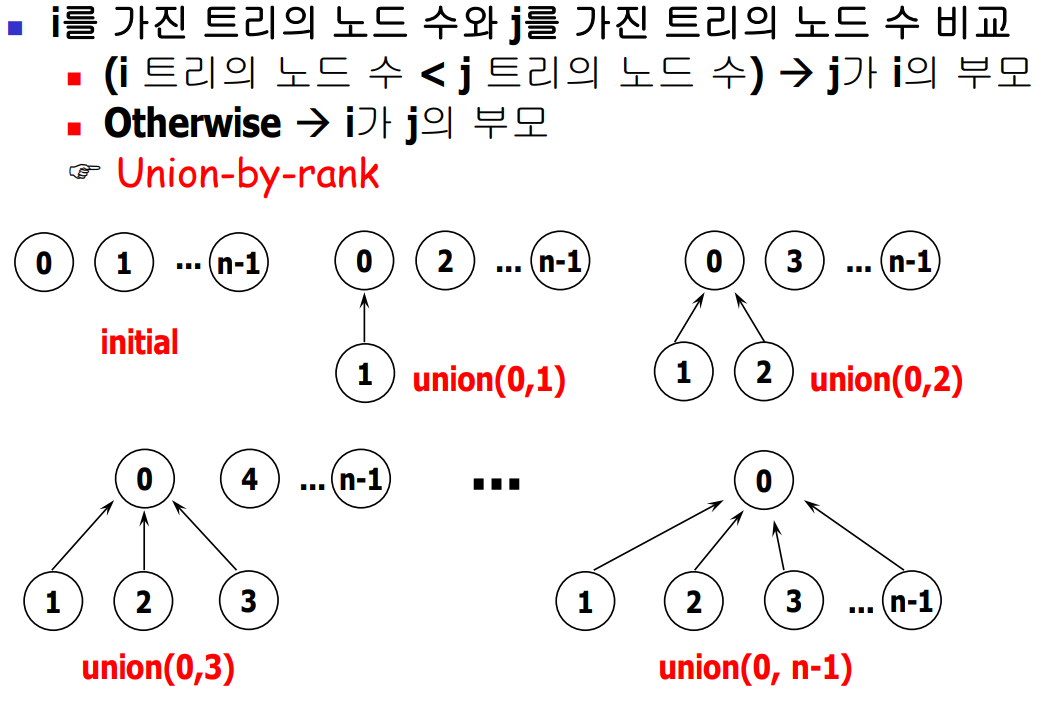 i를 가진 트리의 노드 수와 j를 가진 트리의 노드 수 비교
(i 트리의 노드 수 < j 트리의 노드 수) → j가 i의 부모
Otherwise → i가 j의 부모
☞ Union-by-rank
0 1 ... n-1
initial
0 2 ... n-1
1
union(0,1)
0 3 ... n-1
1 2
union(0,2)
0 4 ... n-1
1 2 3
union(0,3)
...
0
1 2 3 ... n-1
union(0, n-1)